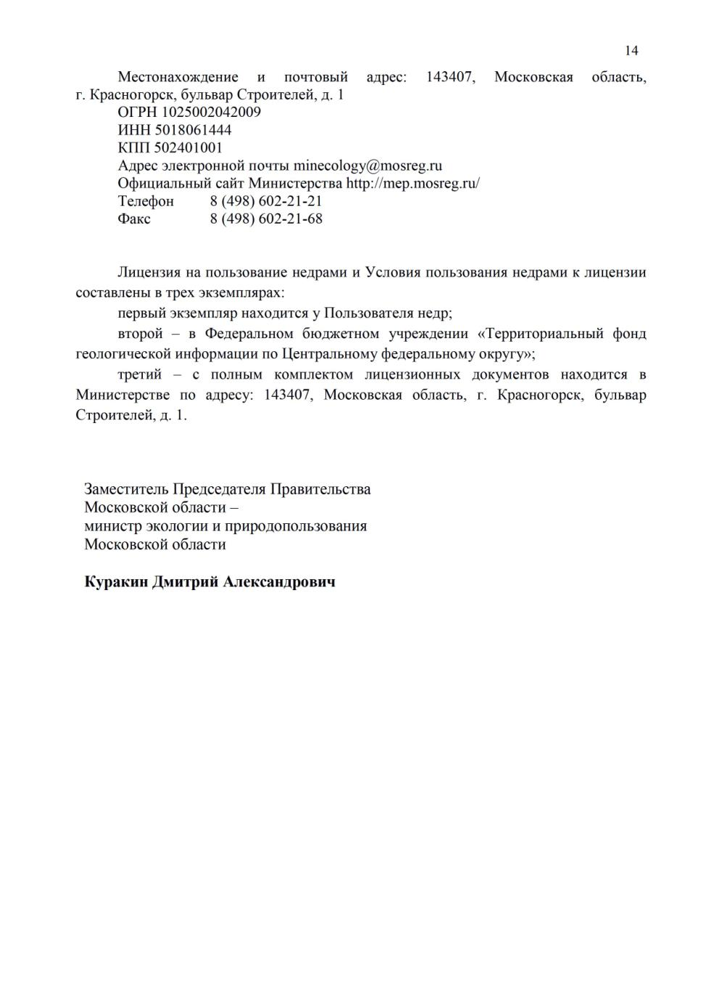 14
Местонахождение и почтовый адрес: 143407, Московская область,
г. Красногорск, бульвар Строителей, д. 1
ОГРН 1025002042009
ИНН 5018061444
КПП 502401001
Адрес электронной почты minecology@mosreg.ru
Официальный сайт Министерства http://mep.mosreg.ru/
Телефон 8 (498) 602-21-21
Факс 8 (498) 602-21-68
Лицензия на пользование недрами и Условия пользования недрами к лицензии
составлены в трех экземплярах:
первый экземпляр находится у Пользователя недр;
второй – в Федеральном бюджетном учреждении «Территориальный фонд
геологической информации по Центральному федеральному округу»;
третий – с полным комплектом лицензионных документов находится в
Министерстве по адресу: 143407, Московская область, г. Красногорск, бульвар
Строителей, д. 1.
Заместитель Председателя Правительства
Московской области –
министр экологии и природопользования
Московской области
Куракин Дмитрий Александрович